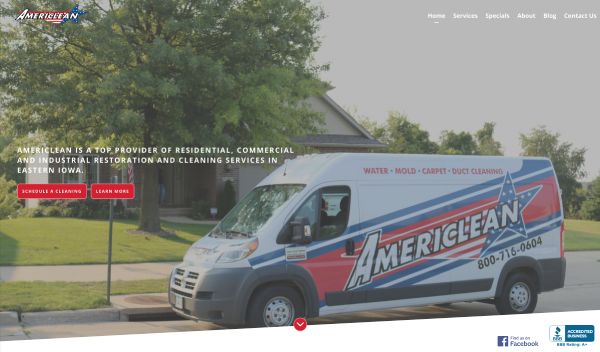 AMERICLEAN
Home Services Specials About Blog Contact Us
AMERICLEAN IS A TOP PROVIDER OF RESIDENTIAL, COMMERCIAL
AND INDUSTRIAL RESTORATION AND CLEANING SERVICES IN
EASTERN IOWA.
SCHEDULE A CLEANING LEARN MORE
WATER • MOLD • CARPET • DUCT CLEANING
AMERICLEAN
800-716-0604
Find us on
Facebook
BBB
ACCREDITED
BUSINESS
BBB Rating: A+